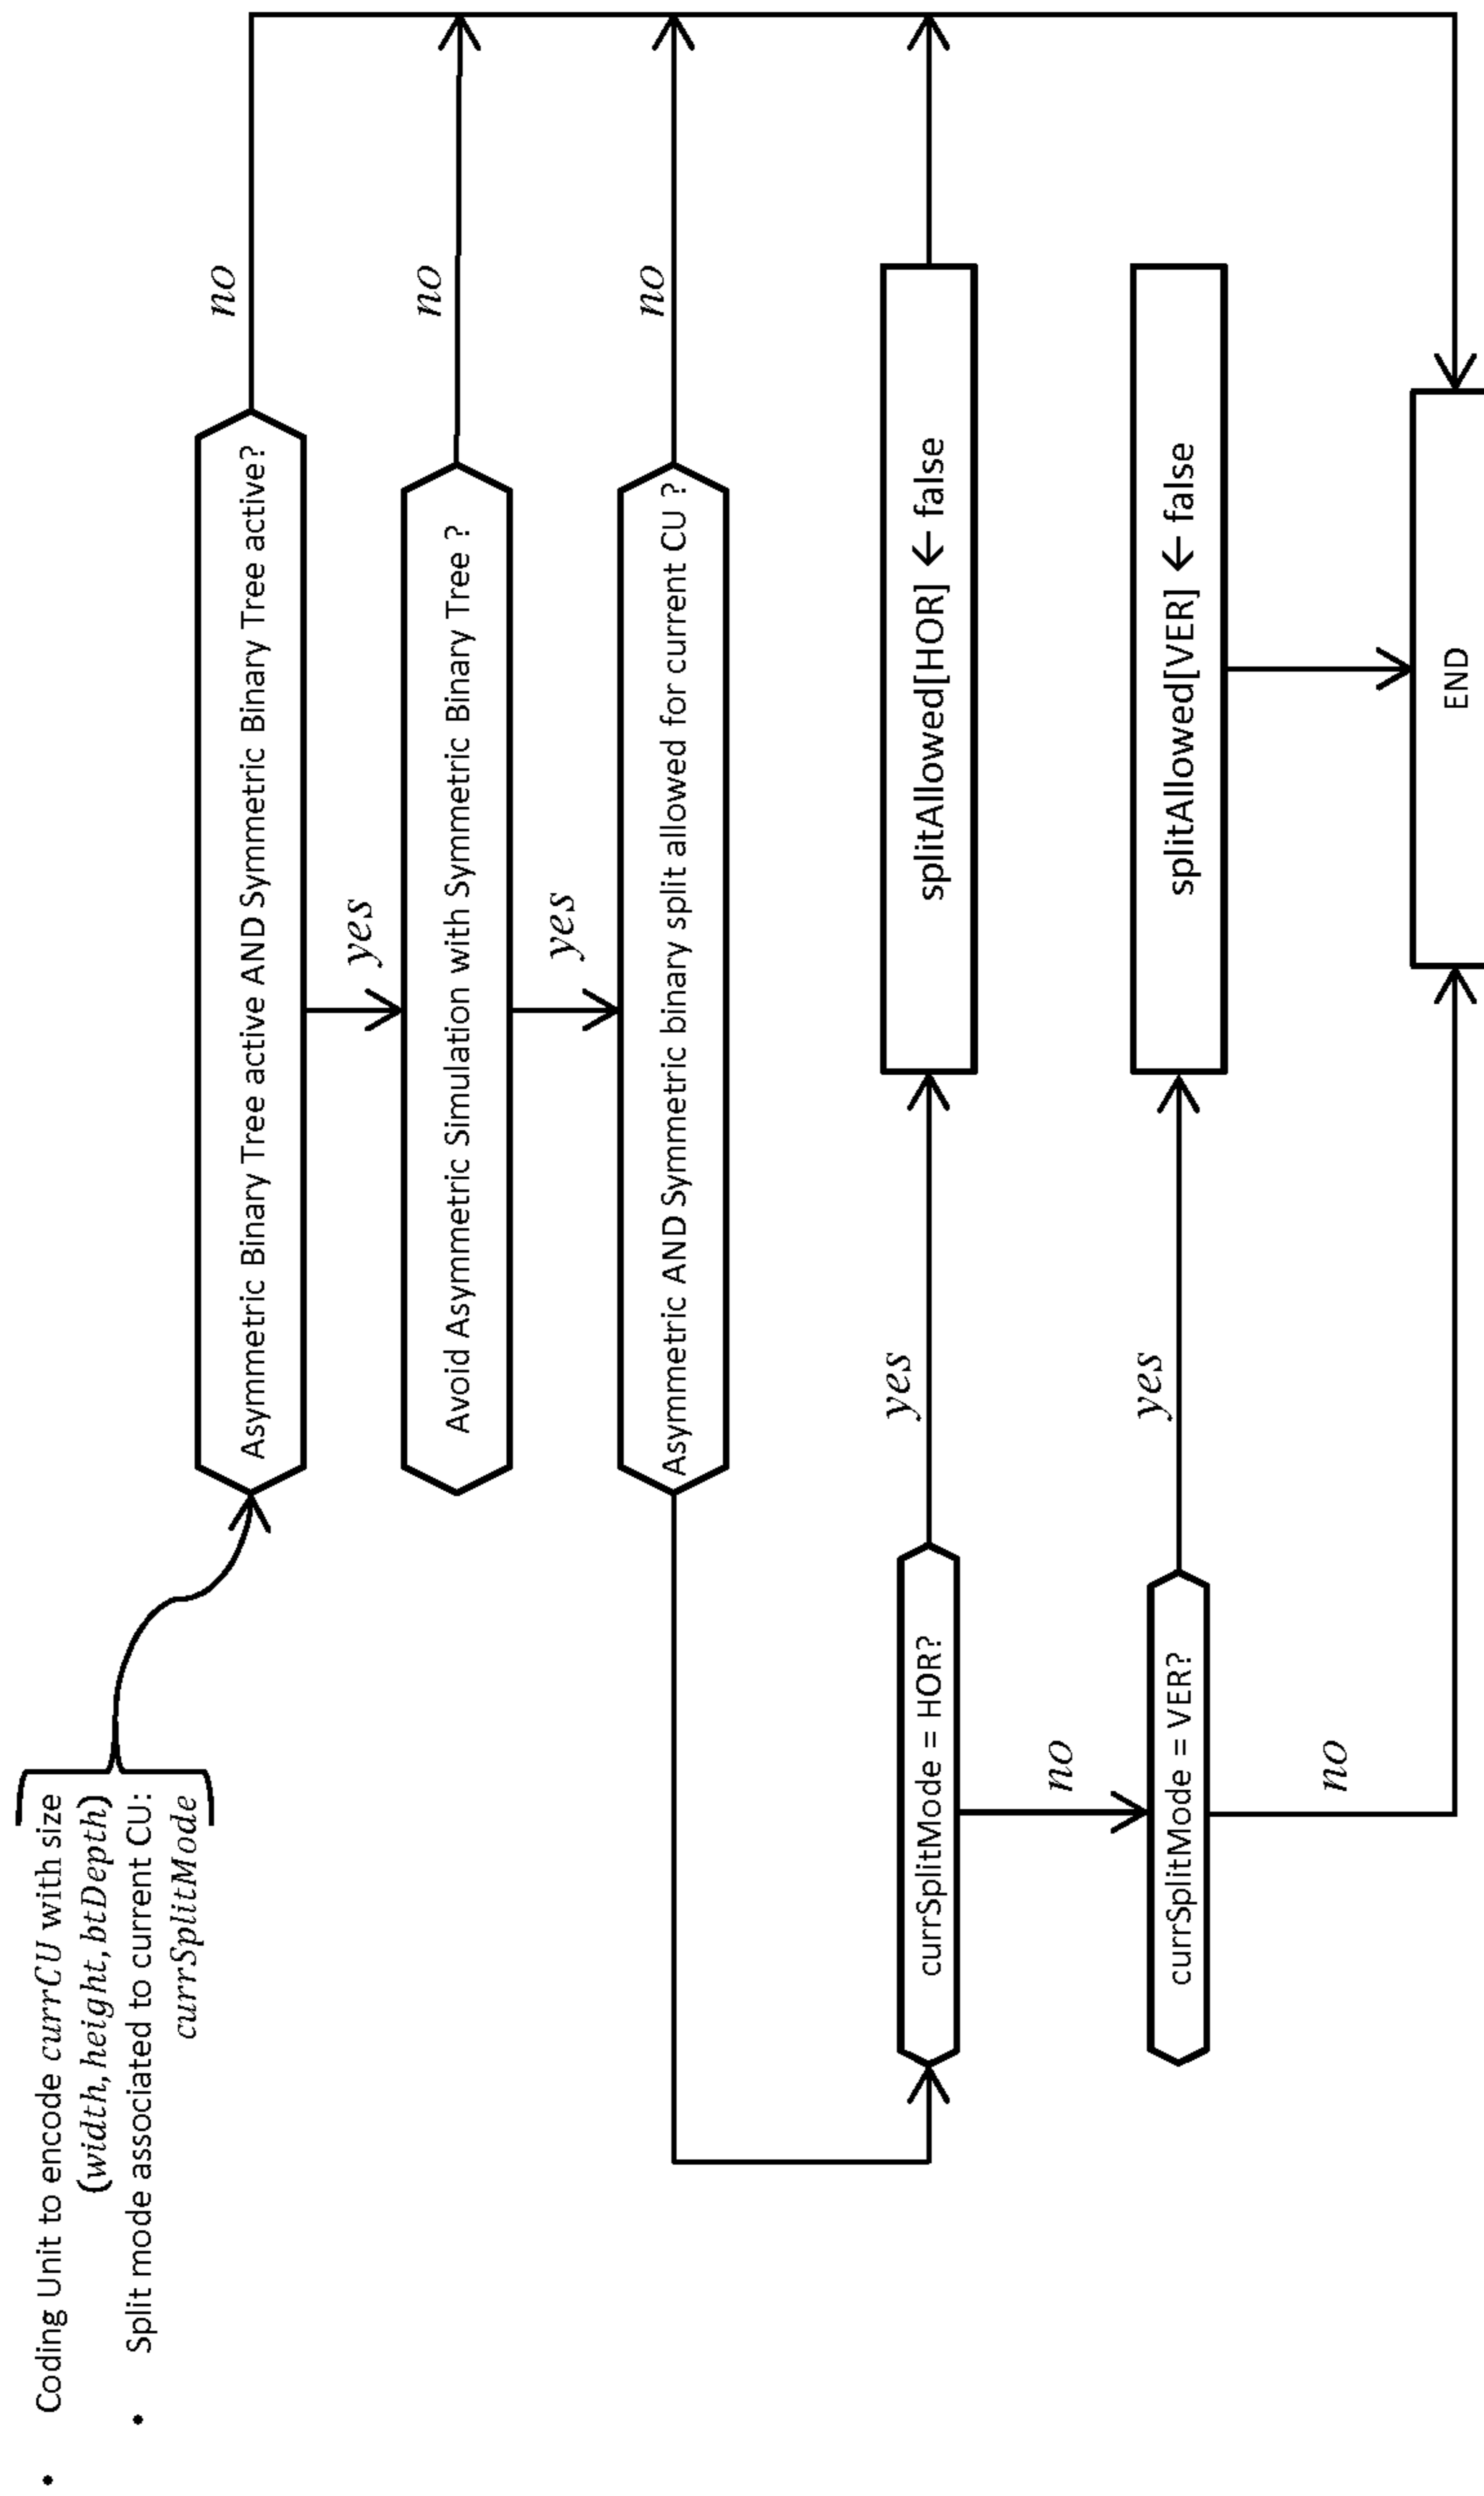 • Coding Unit to encode currCU with size
(width, height, btDepth)
• Split mode associated to current CU:
currSplitMode
Asymmetric Binary Tree active AND Symmetric Binary Tree active?
no
yes
Avoid Asymmetric Simulation with Symmetric Binary Tree ?
no
yes
Asymmetric AND Symmetric binary split allowed for current CU ?
no
currSplitMode = HOR?
yes
splitAllowed[HOR] ← false
no
currSplitMode = VER?
yes
splitAllowed[VER] ← false
no
END